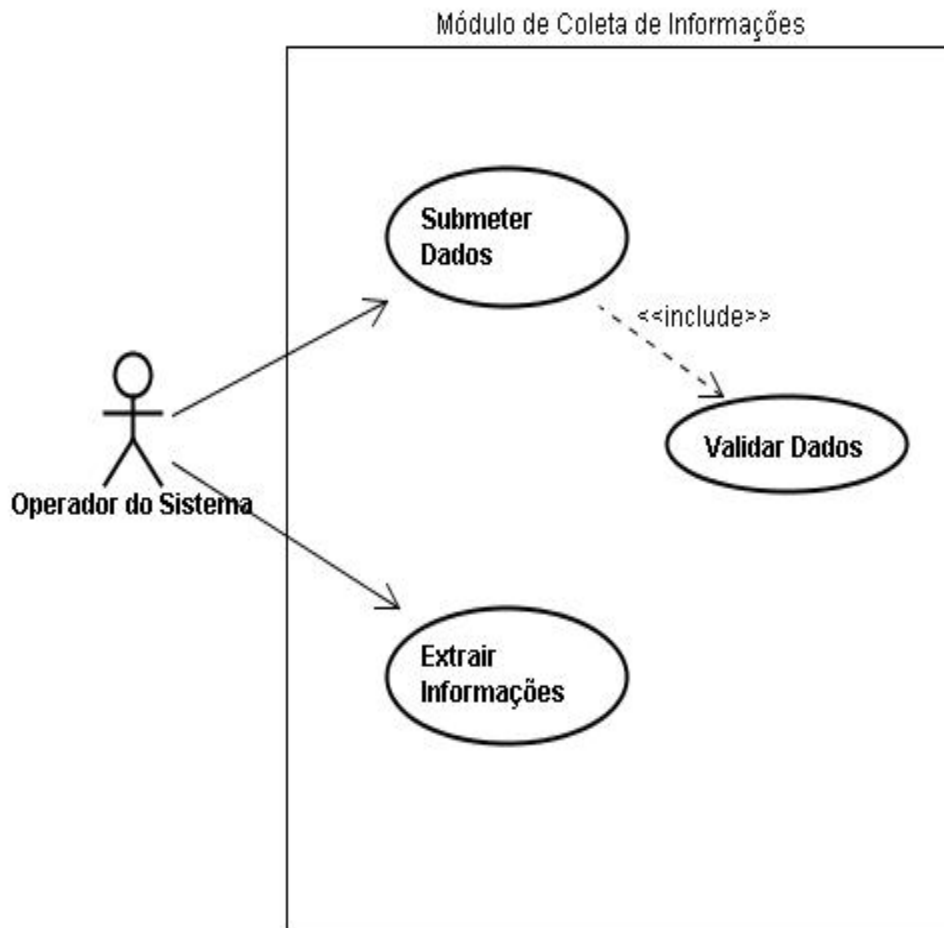 Módulo de Coleta de Informações
Submeter
Dados
<<include>>
Validar Dados
Operador do Sistema
Extrair
Informações